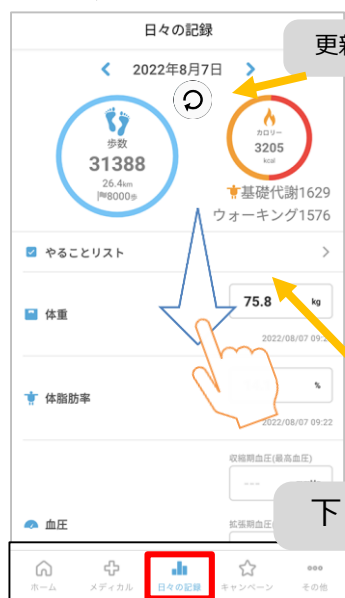 日々の記録
更新
2022年8月7日
歩数
31388
26.4km
8000歩
カロリー
3205
kcal
基礎代謝1629
ウォーキング1576
やることリスト
体重
75.8 kg
2022/08/07 09:2
体脂肪率
%
2022/08/07 09:22
収縮期血圧(最高血圧)
---
血圧
拡張期血圧
下
ホーム
メディカル
日々の記録
キャンペーン
その他